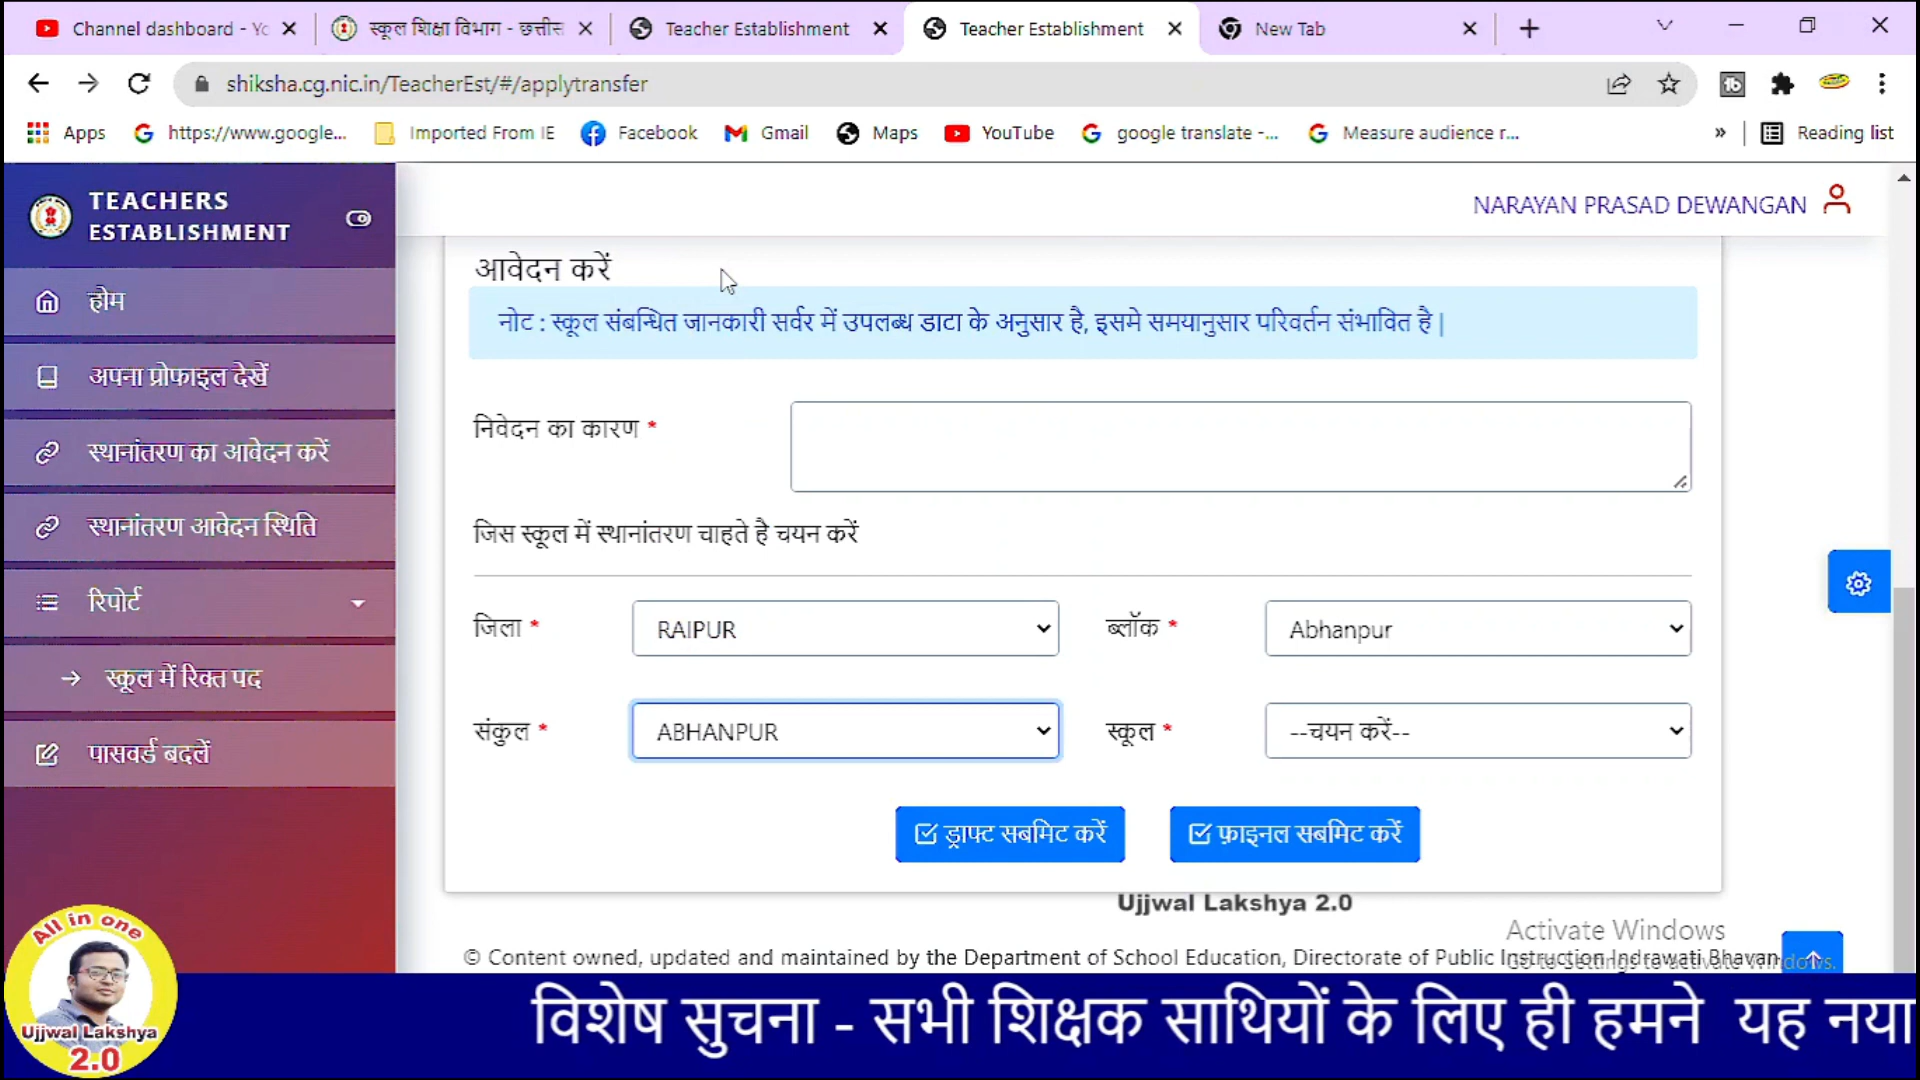 Channel dashboard - Yo
स्कूल शिक्षा विभाग - छत्तीस
Teacher Establishment
Teacher Establishment
New Tab
shiksha.cg.nic.in/TeacherEst/#/applytransfer
Apps
https://www.google...
Imported From IE
Facebook
Gmail
Maps
YouTube
google translate -...
Measure audience r...
»
Reading list
TEACHERS
ESTABLISHMENT
NARAYAN PRASAD DEWANGAN
होम
अपना प्रोफाइल देखें
स्थानांतरण का आवेदन करें
स्थानांतरण आवेदन स्थिति
रिपोर्ट
स्कूल में रिक्त पद
पासवर्ड बदलें
आवेदन करें
नोट : स्कूल संबन्धित जानकारी सर्वर में उपलब्ध डाटा के अनुसार है, इसमे समयानुसार परिवर्तन संभावित है |
निवेदन का कारण *
जिस स्कूल में स्थानांतरण चाहते है चयन करें
जिला * RAIPUR ब्लॉक * Abhanpur
संकुल * ABHANPUR स्कूल * --चयन करें--
ड्राफ्ट सबमिट करें फ़ाइनल सबमिट करें
Ujjwal Lakshya 2.0
Activate Windows
Go to Settings to activate Windows.
© Content owned, updated and maintained by the Department of School Education, Directorate of Public Instruction Indrawati Bhavan
All in one
Ujjwal Lakshya
2.0
विशेष सुचना - सभी शिक्षक साथियों के लिए ही हमने यह नया